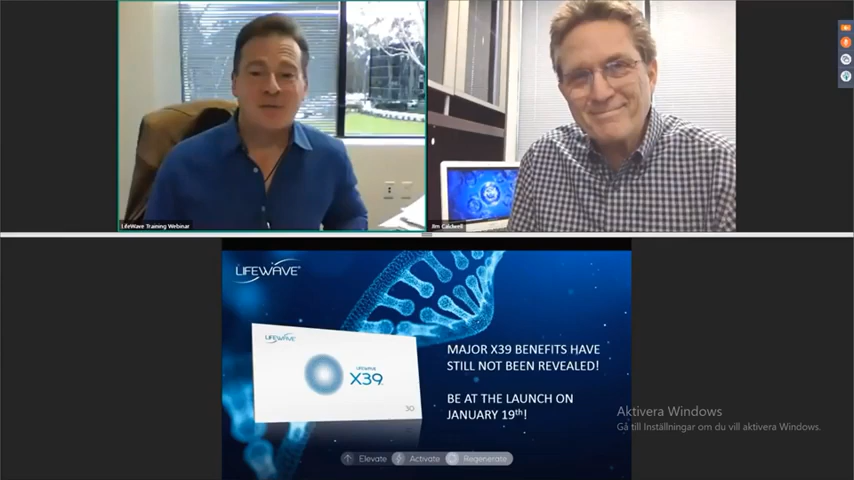 LifeWave Training Webinar
Jim Caldwell
LIFEWAVE®
LIFEWAVE
LIFEWAVE
X39
30
MAJOR X39 BENEFITS HAVE
STILL NOT BEEN REVEALED!
BE AT THE LAUNCH ON
JANUARY 19th!
Aktivera Windows
Gå till Inställningar om du vill aktivera Windows.
Elevate Activate Regenerate